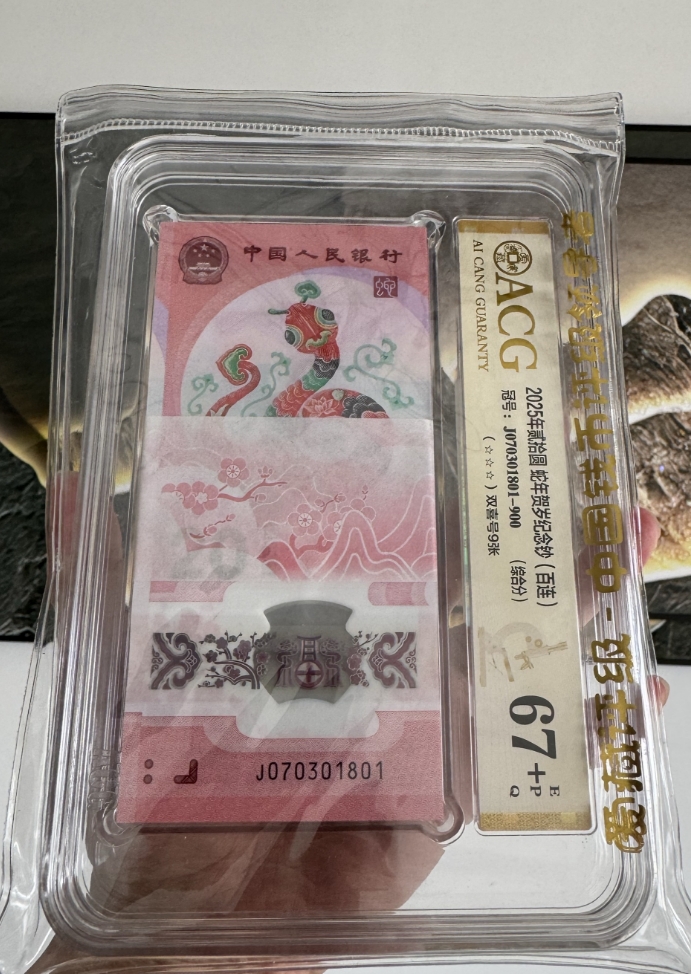 中国人民银行
J070301801
ACG
AI CANG GUARANTY
2025年贰拾圆 蛇年贺岁纪念钞（百连）
冠号：J070301801-900 （综合分）
（☆☆☆）双喜号9张
67+
E
P
Q